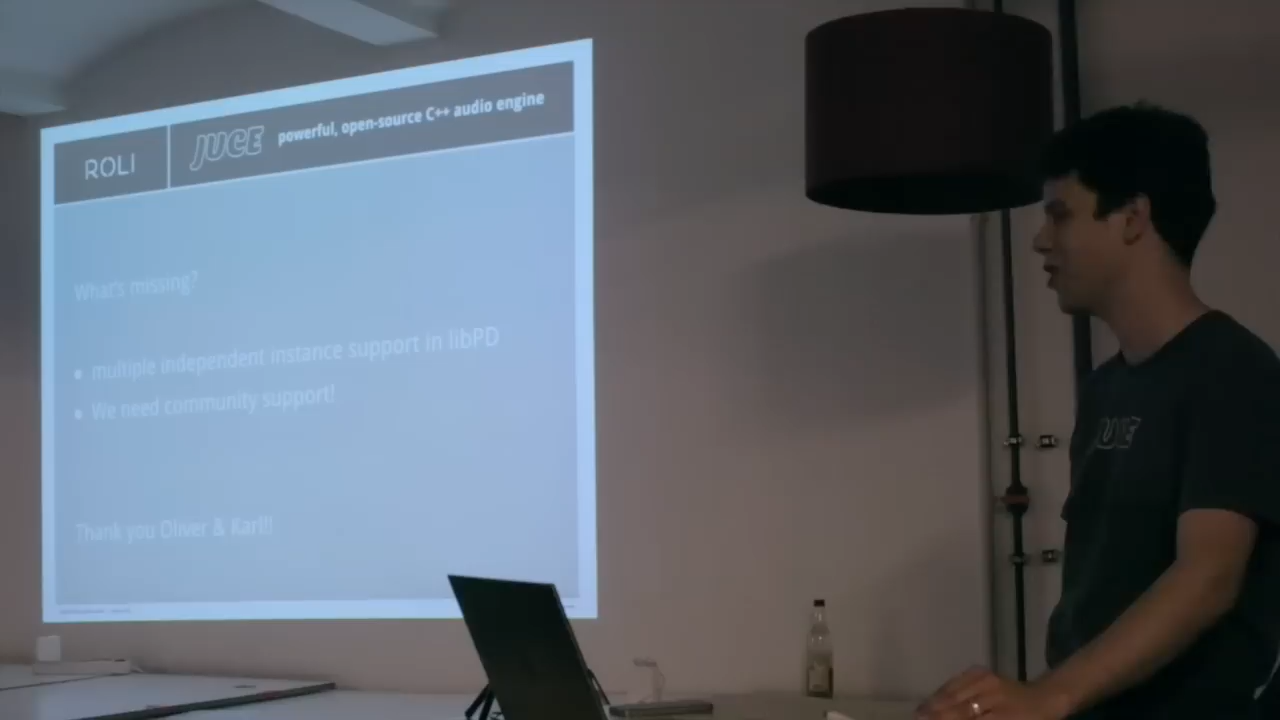 ROLI
JUCE powerful, open-source C++ audio engine
What's missing?
• multiple independent instance support in libPD
• We need community support!
Thank you Oliver & Karl!!
JUCE